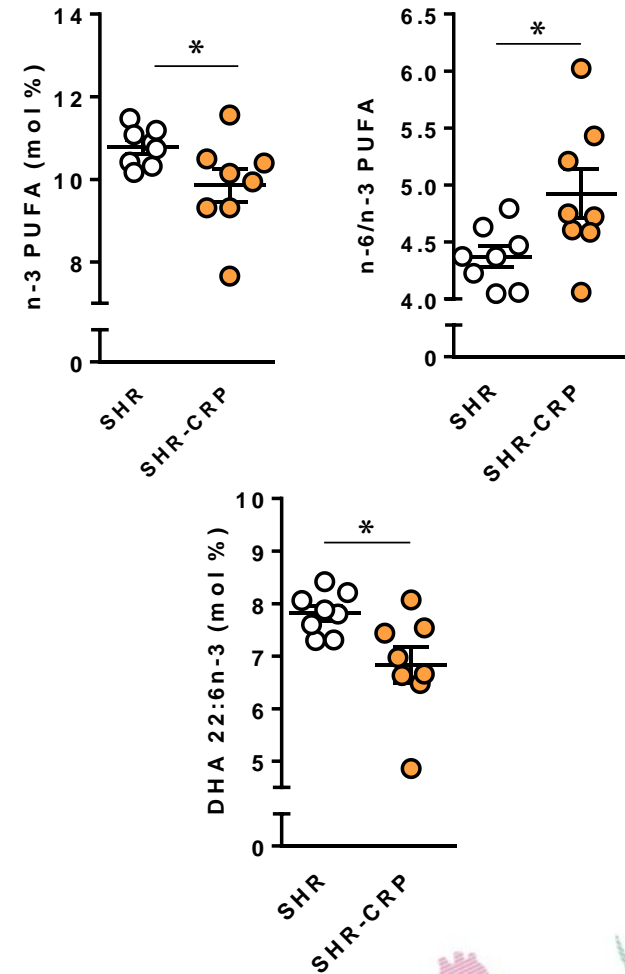 n-3 PUFA (mol %)
14
12
10
8
0
*
SHR
SHR-CRP
n-6/n-3 PUFA
6.5
6.0
5.5
5.0
4.5
4.0
0
*
SHR
SHR-CRP
DHA 22:6n-3 (mol %)
10
9
8
7
6
5
0
*
SHR
SHR-CRP